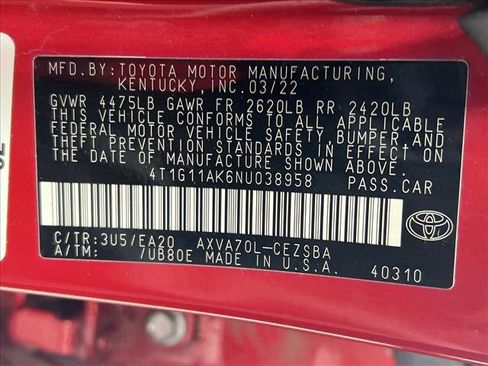 MFD.BY:TOYOTA MOTOR MANUFACTURING,
KENTUCKY,INC.03/22
GVWR 4475LB GAWR FR 2620LB RR 2420LB
THIS VEHICLE CONFORMS TO ALL APPLICABLE
FEDERAL MOTOR VEHICLE SAFETY,BUMPER,AND
THEFT PREVENTION STANDARDS IN EFFECT ON
THE DATE OF MANUFACTURE SHOWN ABOVE.
4T1G11AK6NU038958 PASS.CAR
C/TR:3U5/EA20 AXVA70L-CEZSBA
A/TM: /UB80E MADE IN U.S.A. 40310